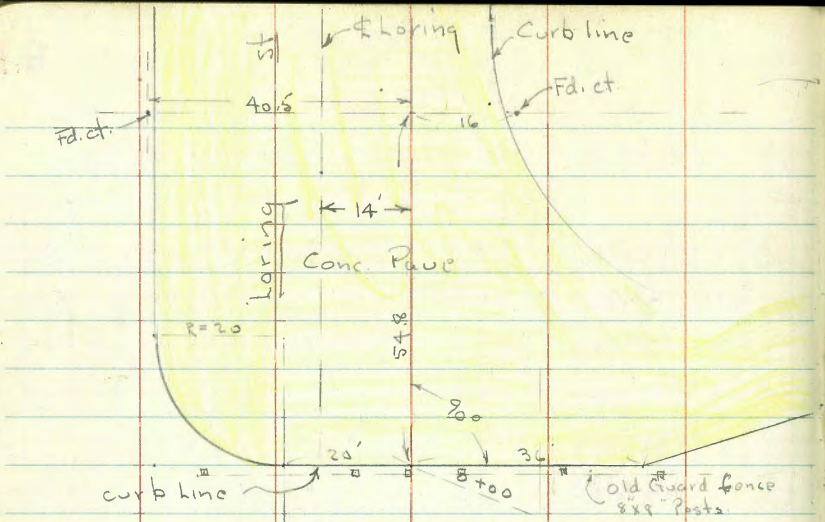 St
℄ Loring
Curb line
40.5
Fd. ct.
16
Fd. ct.
14'
Loring
Conc. Pave
54.8
R=20
90
20'
36
+00
curb Line
Old Guard fence
8"x8" Posts.